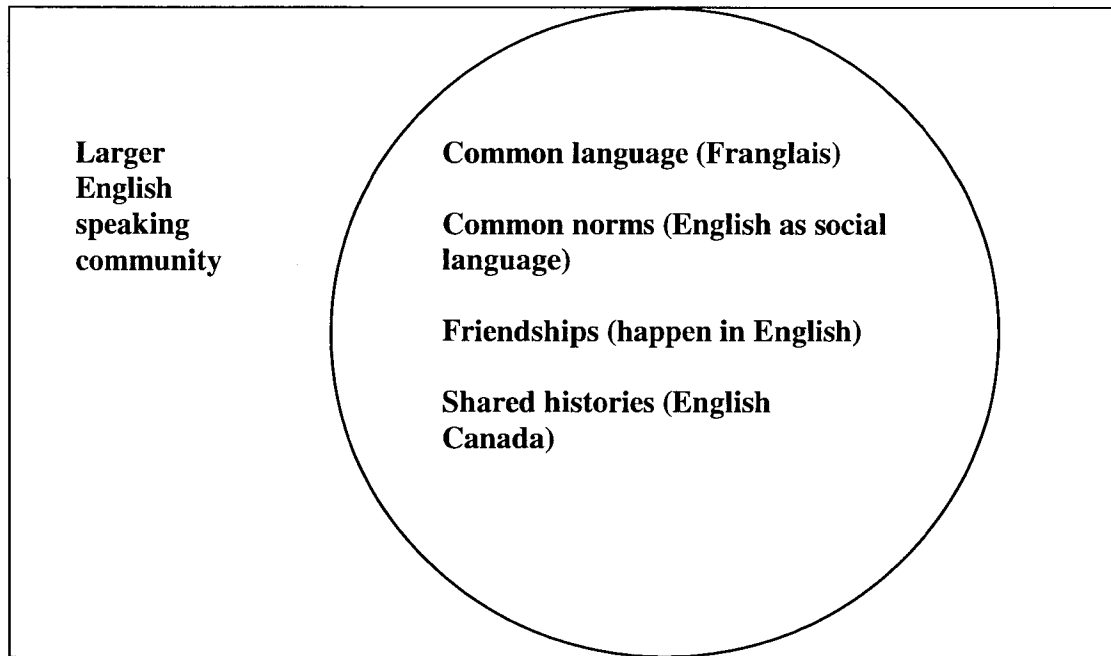 Larger
English
speaking
community
Common language (Franglais)
Common norms (English as social
language)
Friendships (happen in English)
Shared histories (English
Canada)